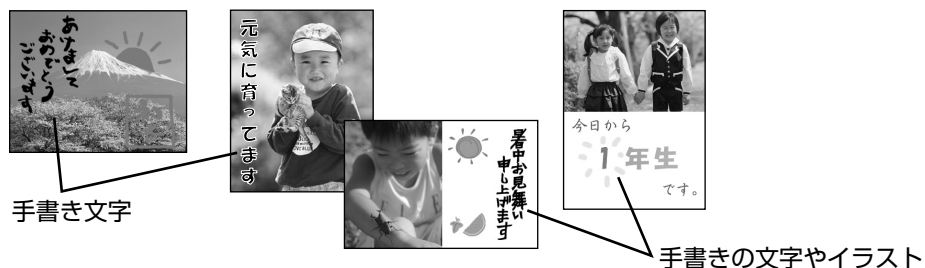 あけまして
おめでとう
ございます
元気に育ってます
暑中お見舞い
申し上げます
今日から
1年生
です。
手書き文字
手書きの文字やイラスト